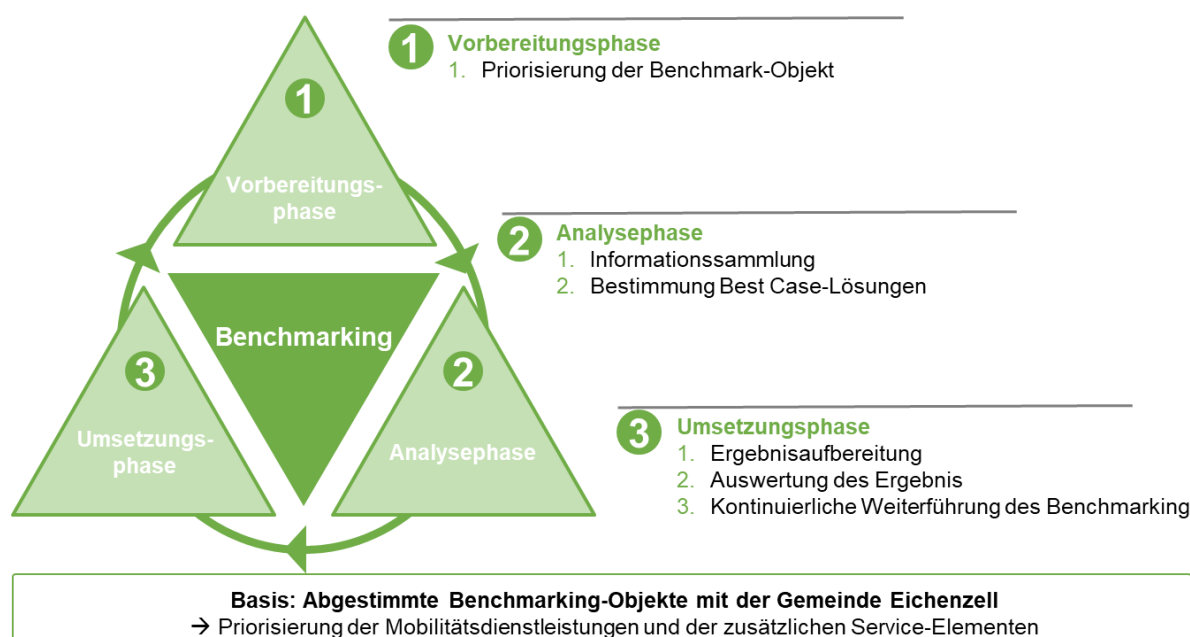 1
Vorbereitungs-
phase
Benchmarking
3
Umsetzungs-
phase
2
Analysephase
1 Vorbereitungsphase
1. Priorisierung der Benchmark-Objekt
2 Analysephase
1. Informationssammlung
2. Bestimmung Best Case-Lösungen
3 Umsetzungsphase
1. Ergebnisaufbereitung
2. Auswertung des Ergebnis
3. Kontinuierliche Weiterführung des Benchmarking
Basis: Abgestimmte Benchmarking-Objekte mit der Gemeinde Eichenzell
→ Priorisierung der Mobilitätsdienstleistungen und der zusätzlichen Service-Elementen